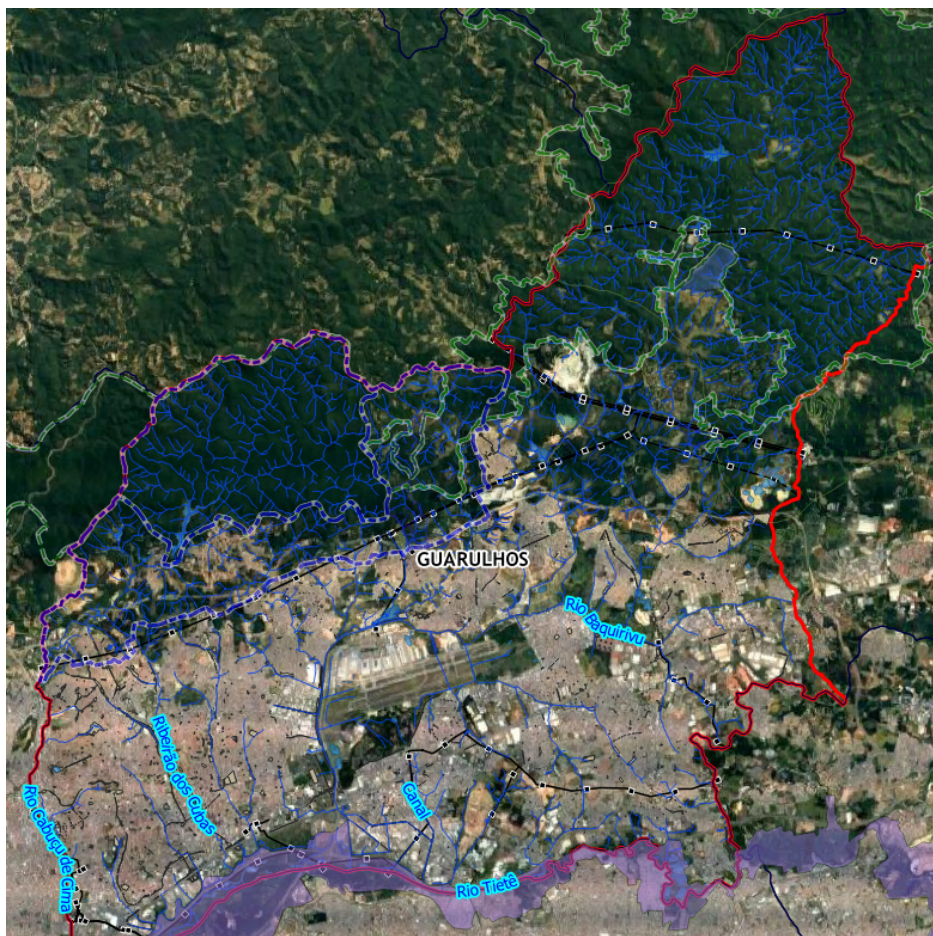 GUARULHOS
Rio Baquirivu
Ribeirão dos Cubas
Canal
Rio Cabuçu de Cima
Rio Tietê